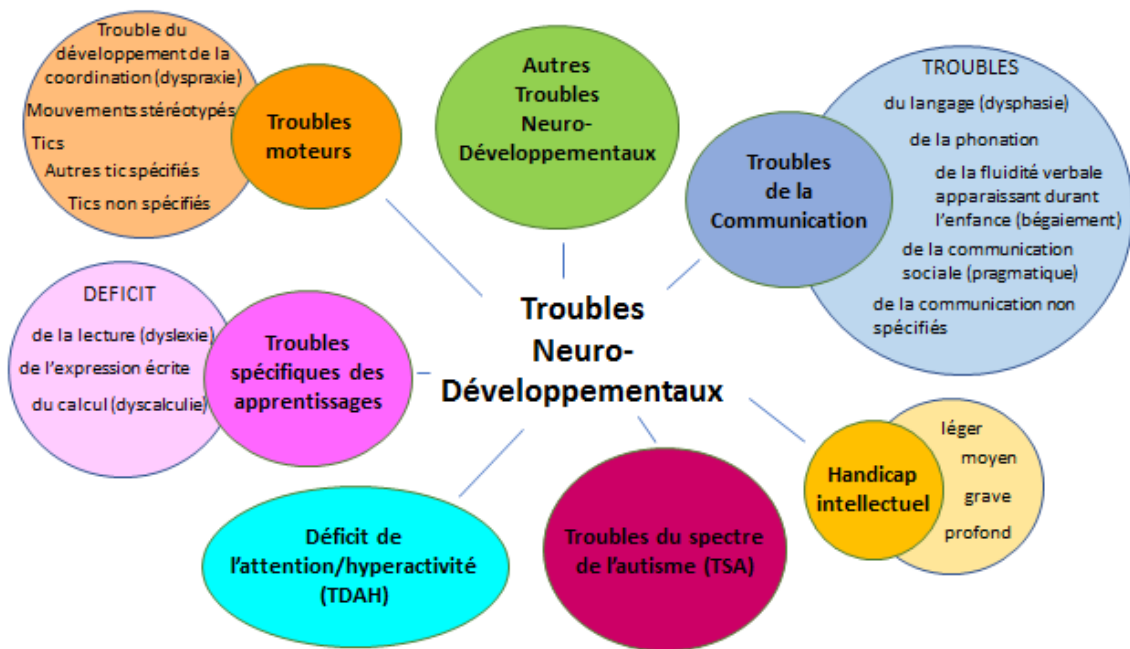 Trouble du
développement de la
coordination (dyspraxie)
Mouvements stéréotypés
Tics
Autres tic spécifiés
Tics non spécifiés
Troubles
moteurs
Autres
Troubles
Neuro-
Développementaux
Troubles
de la
Communication
TROUBLES
du langage (dysphasie)
de la phonation
de la fluidité verbale
apparaissant durant
l'enfance (bégaiement)
de la communication
sociale (pragmatique)
de la communication non
spécifiés
DEFICIT
de la lecture (dyslexie)
de l'expression écrite
du calcul (dyscalculie)
Troubles
spécifiques des
apprentissages
Troubles
Neuro-
Développementaux
Handicap
intellectuel
léger
moyen
grave
profond
Déficit de
l'attention/hyperactivité
(TDAH)
Troubles du spectre
de l'autisme (TSA)